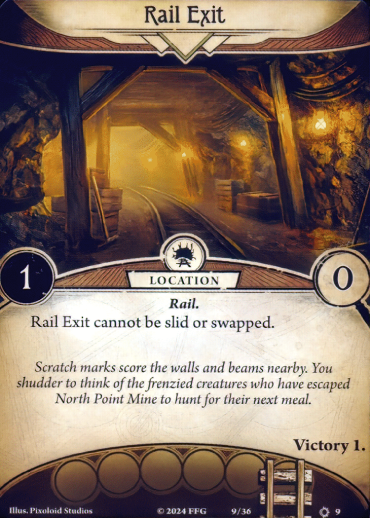 Rail Exit
1
LOCATION
0
Rail.
Rail Exit cannot be slid or swapped.
Scratch marks score the walls and beams nearby. You
shudder to think of the frenzied creatures who have escaped
North Point Mine to hunt for their next meal.
Victory 1.
Illus. Pixoloid Studios © 2024 FFG 9/36 9